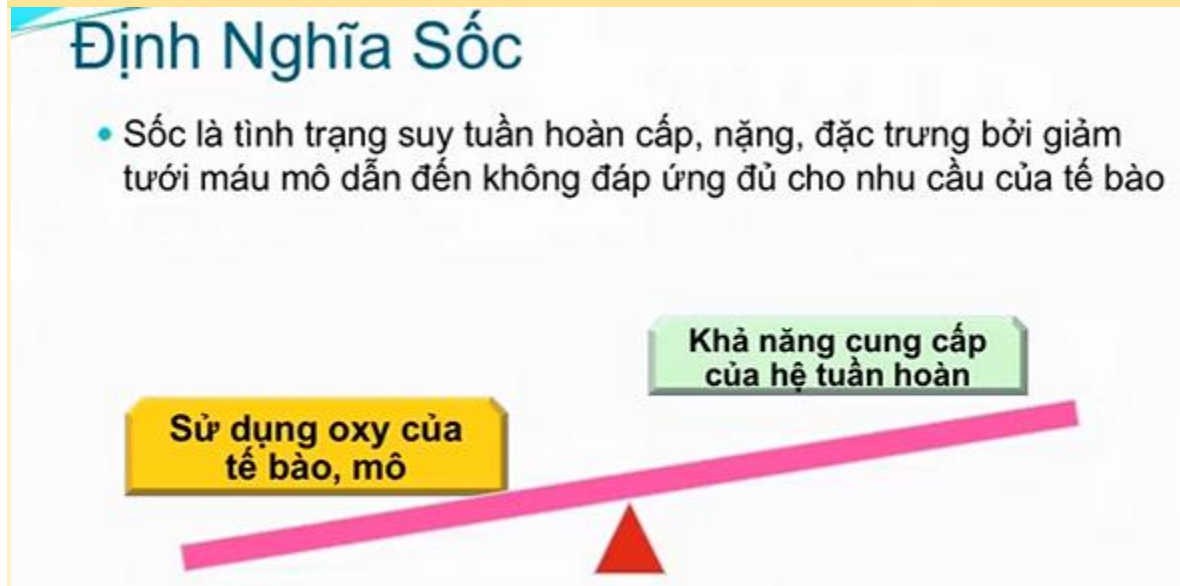 Định Nghĩa Sốc
• Sốc là tình trạng suy tuần hoàn cấp, nặng, đặc trưng bởi giảm
tưới máu mô dẫn đến không đáp ứng đủ cho nhu cầu của tế bào
Khả năng cung cấp
của hệ tuần hoàn
Sử dụng oxy của
tế bào, mô